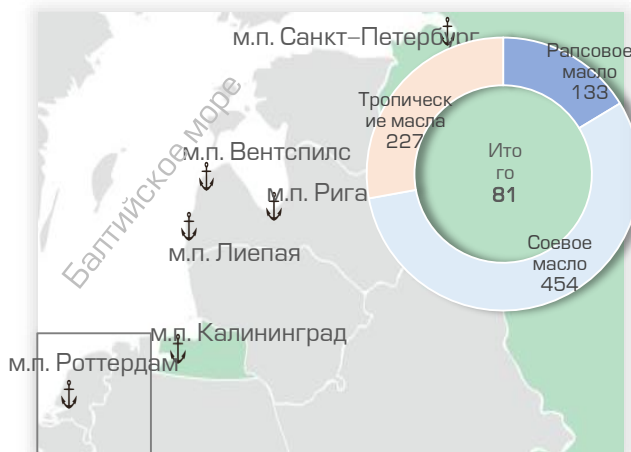 м.п. Санкт-Петербург
Рапсовое
масло
133
Тропическ
ие масла
227
Балтийское море
м.п. Вентспилс
Ито
го
81
м.п. Рига
м.п. Лиепая
Соевое
масло
454
м.п. Калининград
м.п. Роттердам